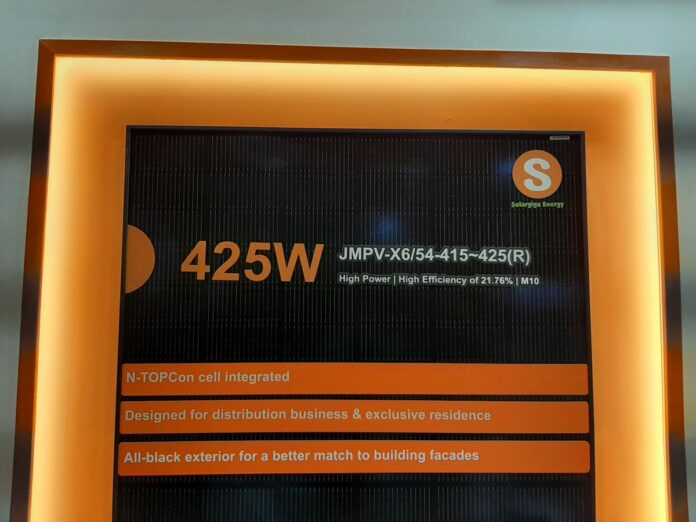 S
Solargiga Energy
425W
JMPV-X6/54-415~425(R)
High Power | High Efficiency of 21.76% | M10
N-TOPCon cell integrated
Designed for distribution business & exclusive residence
All-black exterior for a better match to building facades